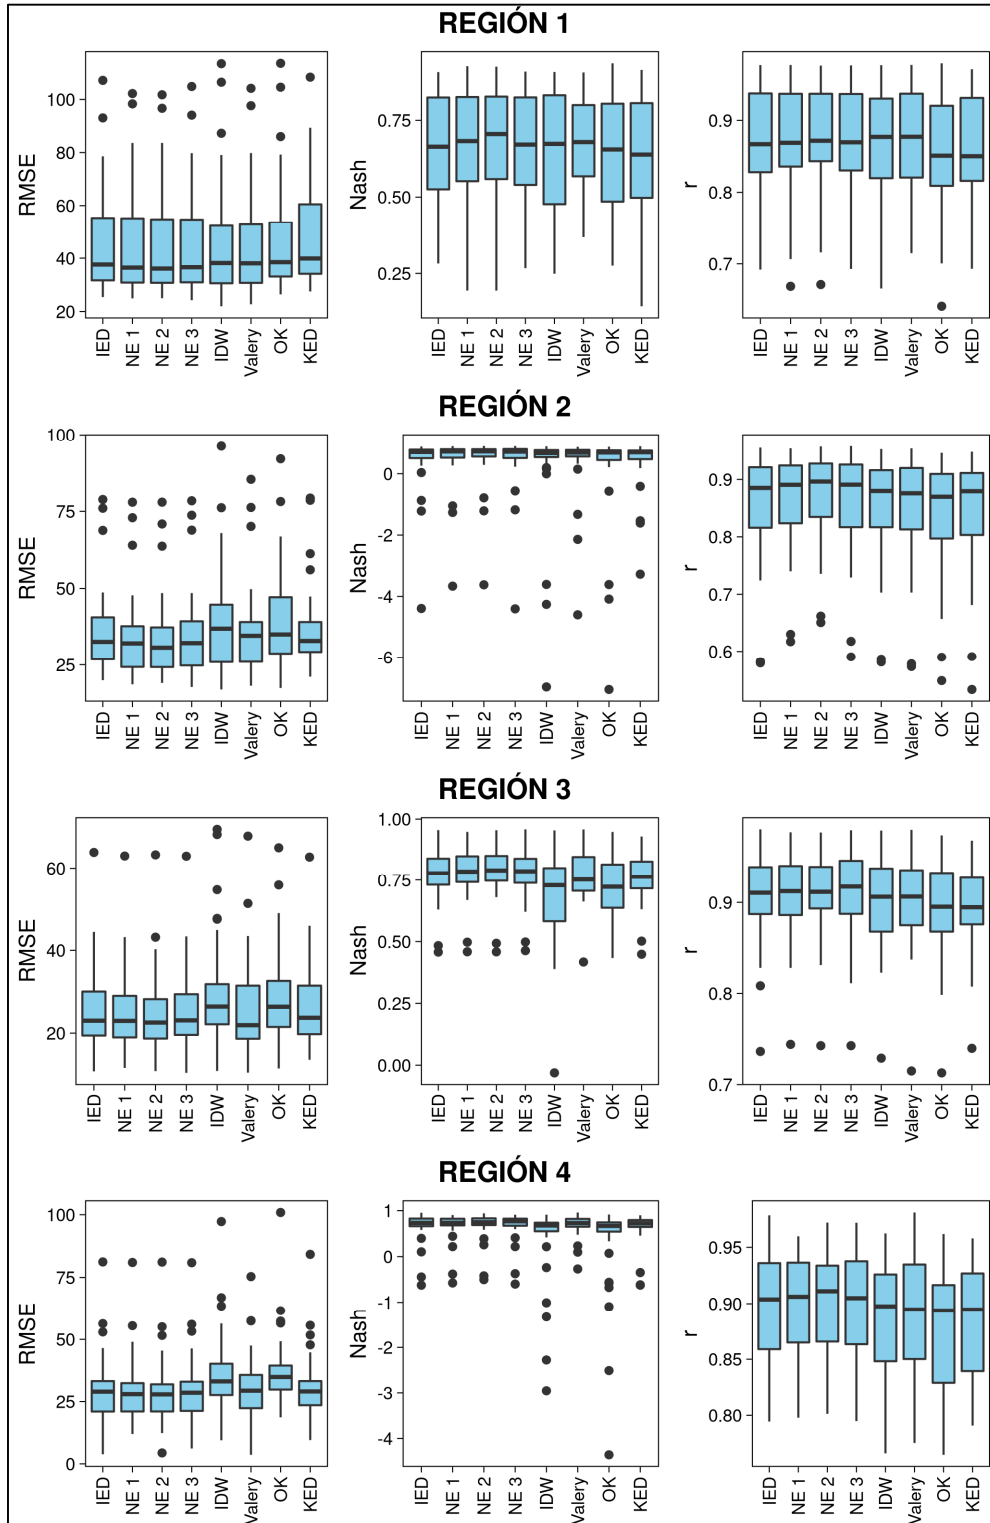 REGIÓN 1
RMSE
100
80
60
40
20
IED
NE 1
NE 2
NE 3
IDW
Valery
OK
KED
Nash
0.75
0.50
0.25
IED
NE 1
NE 2
NE 3
IDW
Valery
OK
KED
r
0.9
0.8
0.7
IED
NE 1
NE 2
NE 3
IDW
Valery
OK
KED
REGIÓN 2
RMSE
100
75
50
25
IED
NE 1
NE 2
NE 3
IDW
Valery
OK
KED
Nash
0
-2
-4
-6
IED
NE 1
NE 2
NE 3
IDW
Valery
OK
KED
r
0.9
0.8
0.7
0.6
IED
NE 1
NE 2
NE 3
IDW
Valery
OK
KED
REGIÓN 3
RMSE
60
40
20
IED
NE 1
NE 2
NE 3
IDW
Valery
OK
KED
Nash
1.00
0.75
0.50
0.25
0.00
IED
NE 1
NE 2
NE 3
IDW
Valery
OK
KED
r
0.9
0.8
0.7
IED
NE 1
NE 2
NE 3
IDW
Valery
OK
KED
REGIÓN 4
RMSE
100
75
50
25
0
IED
NE 1
NE 2
NE 3
IDW
Valery
OK
KED
Nash
1
0
-1
-2
-3
-4
IED
NE 1
NE 2
NE 3
IDW
Valery
OK
KED
r
0.95
0.90
0.85
0.80
IED
NE 1
NE 2
NE 3
IDW
Valery
OK
KED